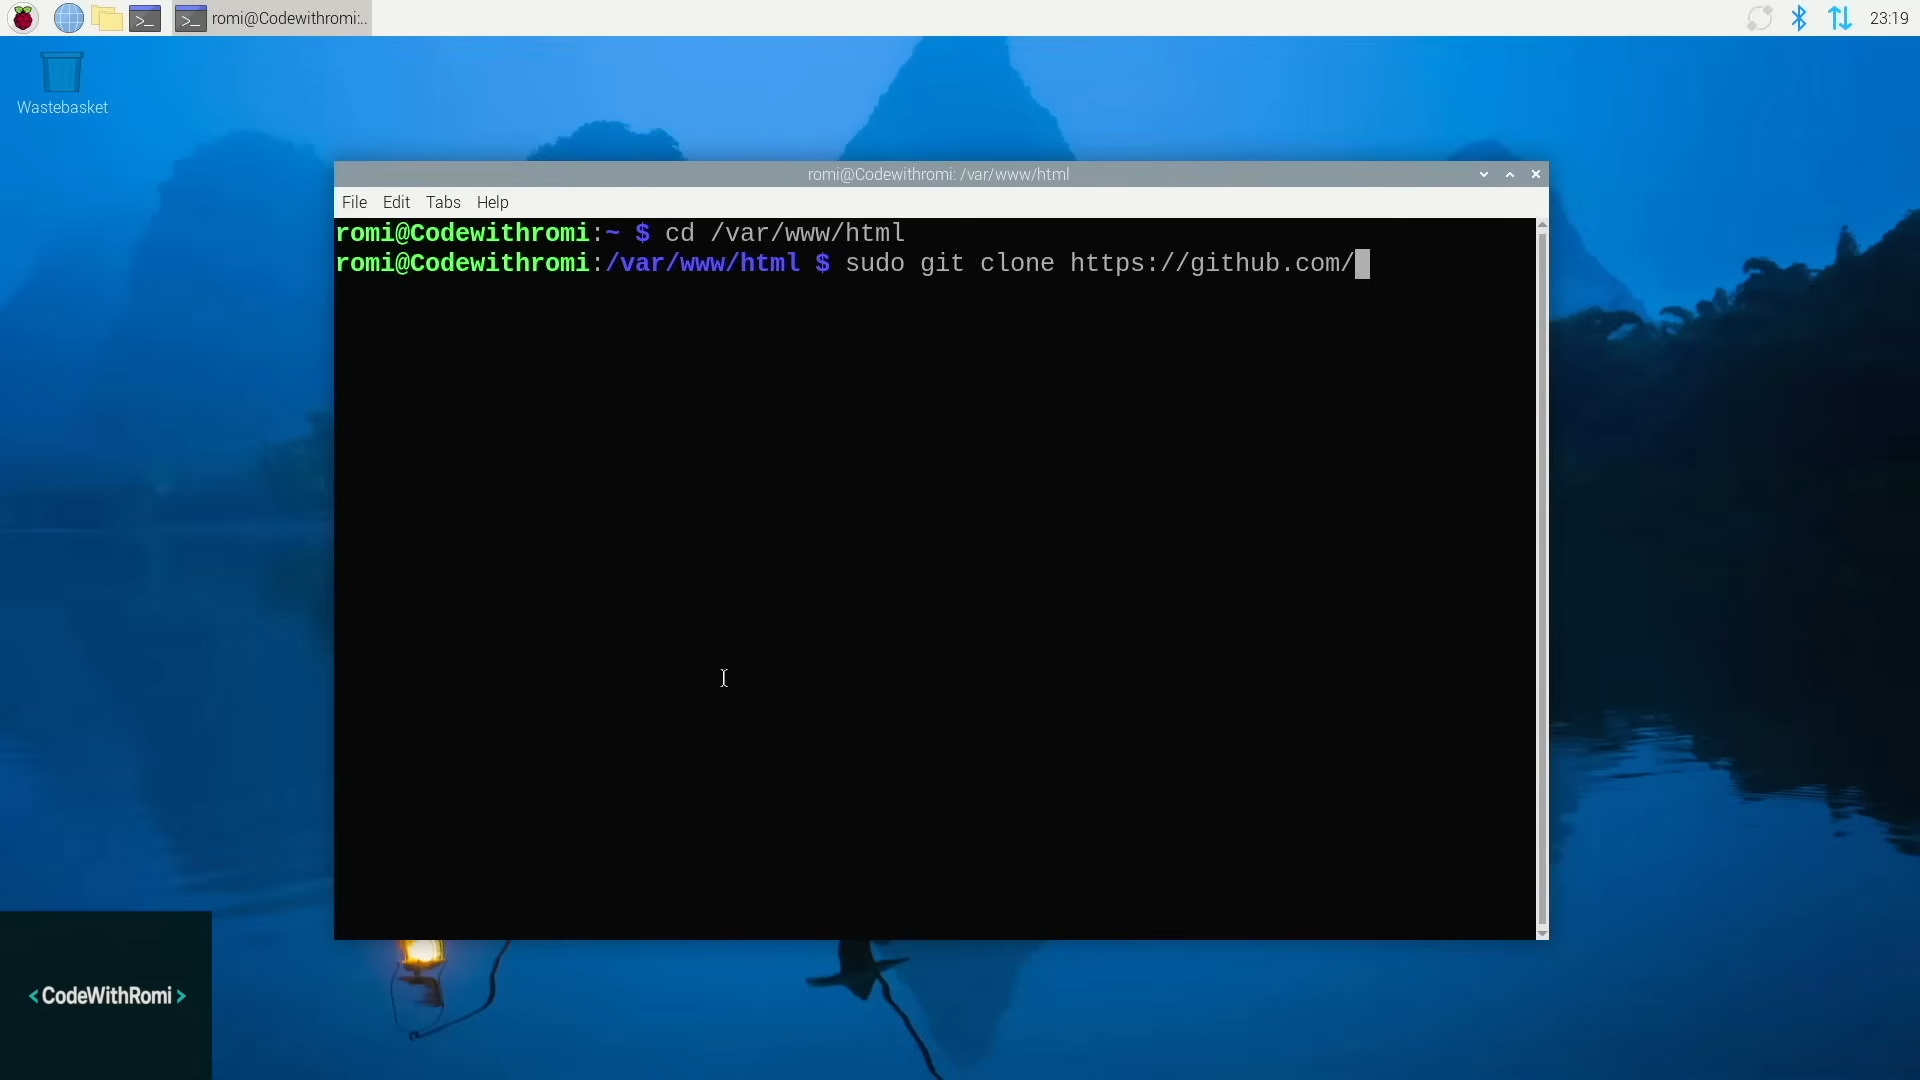 romi@Codewithromi:..
23:19
Wastebasket
romi@Codewithromi: /var/www/html
File Edit Tabs Help
romi@Codewithromi:~ $ cd /var/www/html
romi@Codewithromi:/var/www/html $ sudo git clone https://github.com/
<CodeWithRomi>